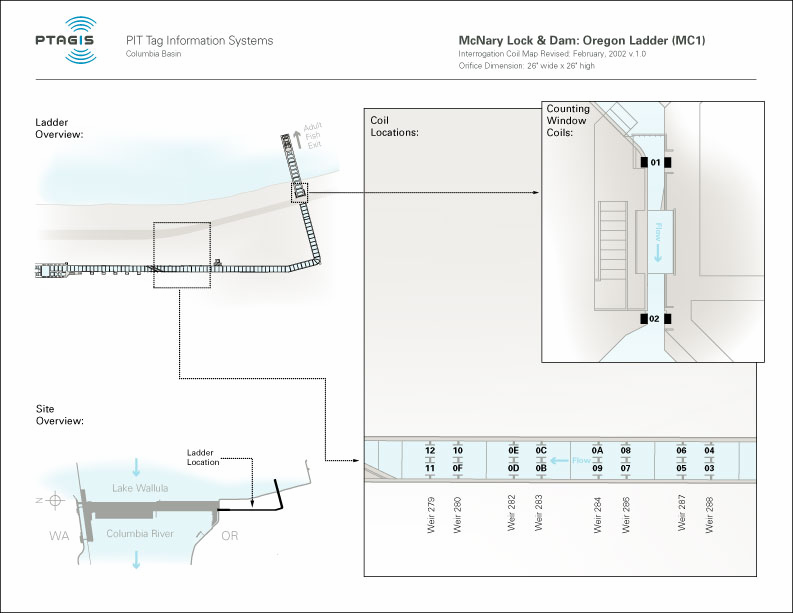 PTAGIS
PIT Tag Information Systems
Columbia Basin
McNary Lock & Dam: Oregon Ladder (MC1)
Interrogation Coil Map Revised: February, 2002 v.1.0
Orifice Dimension: 26" wide x 26" high
Ladder
Overview:
Adult
Fish
Exit
Coil
Locations:
Counting
Window
Coils:
01
Flow
02
12 10 0E 0C 0A 08 06 04
Flow
11 0F 0D 0B 09 07 05 03
Weir 279
Weir 280
Weir 282
Weir 283
Weir 284
Weir 286
Weir 287
Weir 288
Site
Overview:
Ladder
Location
Lake Wallula
N
WA
Columbia River
OR